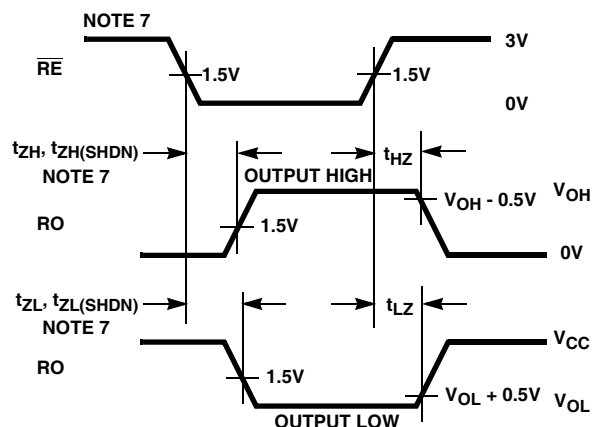 NOTE 7
3V
RE
1.5V
1.5V
0V
tZH, tZH(SHDN)
tHZ
NOTE 7
OUTPUT HIGH
VOH - 0.5V
VOH
RO
1.5V
0V
tZL, tZL(SHDN)
tLZ
NOTE 7
VCC
RO
1.5V
VOL + 0.5V
VOL
OUTPUT LOW